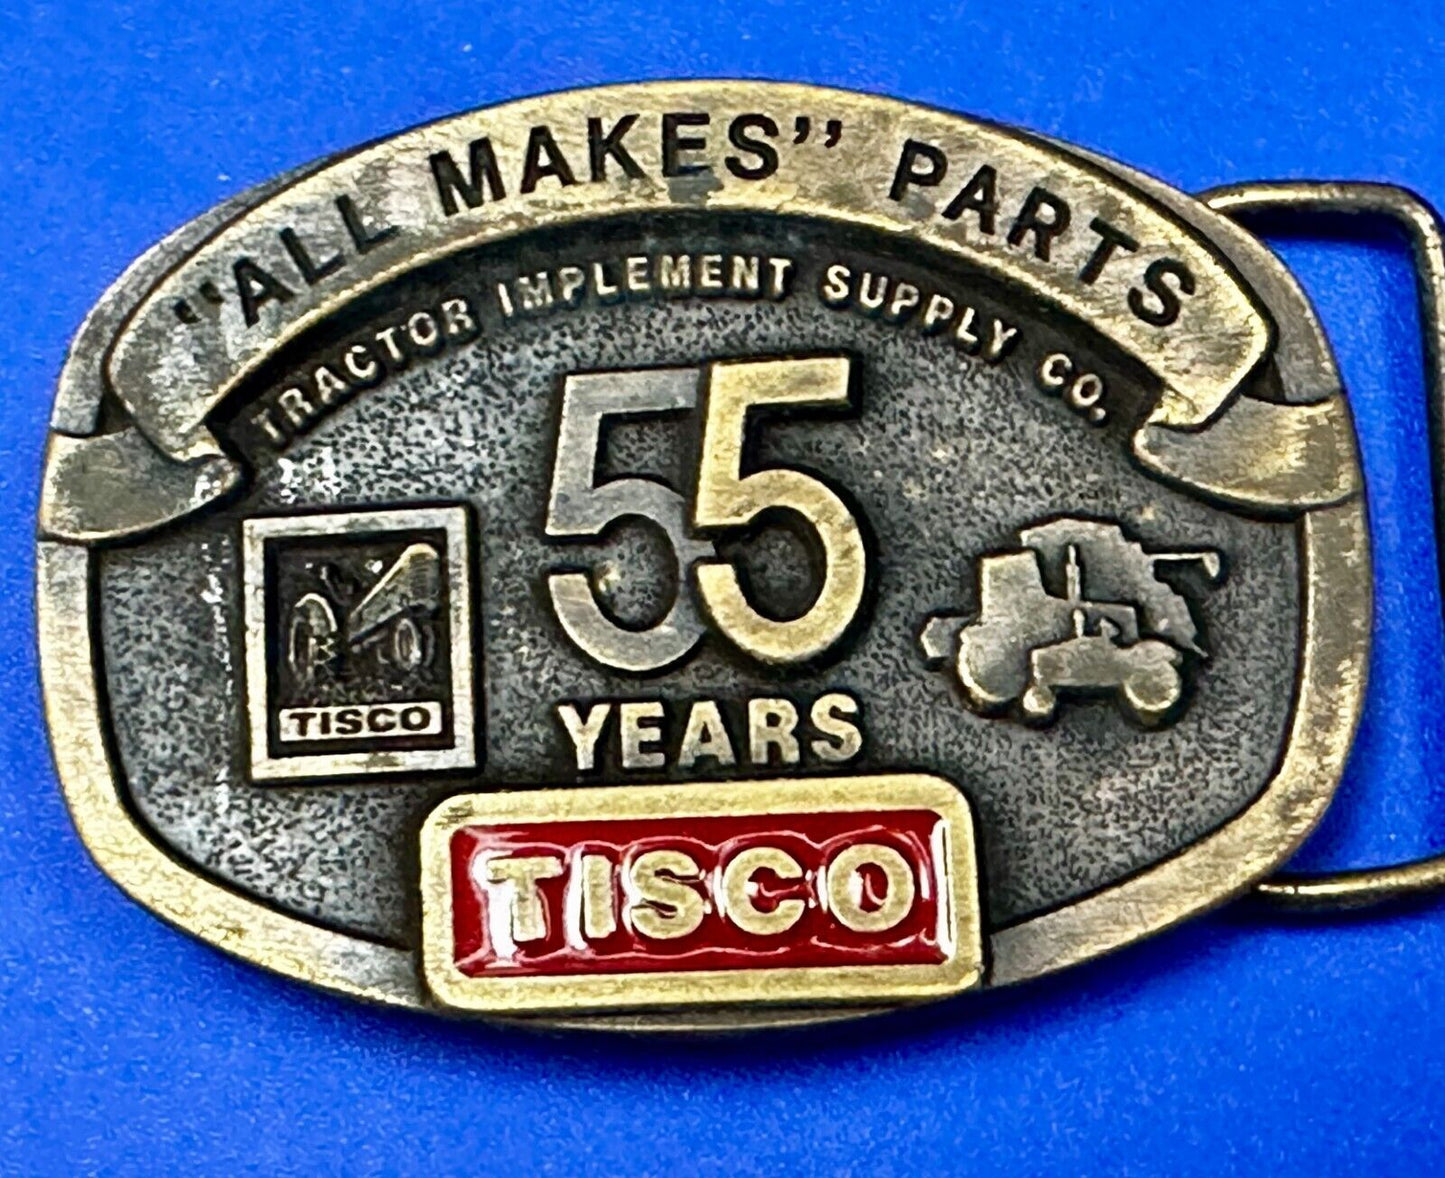 "ALL MAKES" PARTS
TRACTOR IMPLEMENT SUPPLY CO.
55
YEARS
TISCO
TISCO